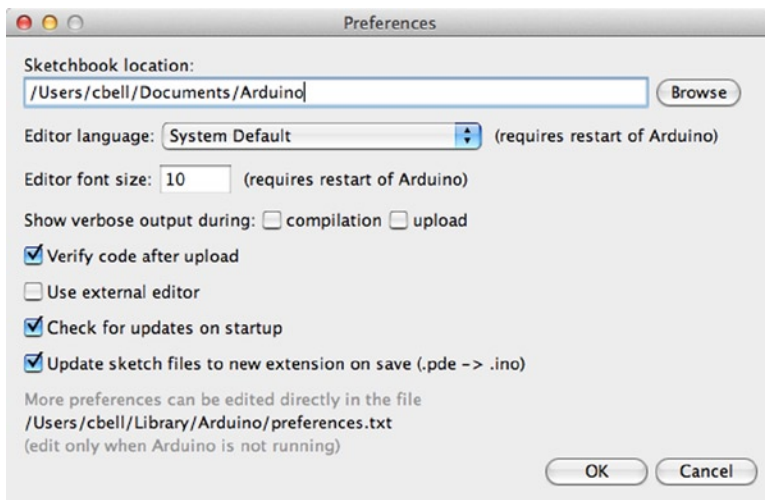 Preferences
Sketchbook location:
/Users/cbell/Documents/Arduino Browse
Editor language: System Default (requires restart of Arduino)
Editor font size: 10 (requires restart of Arduino)
Show verbose output during: compilation upload
Verify code after upload
Use external editor
Check for updates on startup
Update sketch files to new extension on save (.pde -> .ino)
More preferences can be edited directly in the file
/Users/cbell/Library/Arduino/preferences.txt
(edit only when Arduino is not running)
OK Cancel